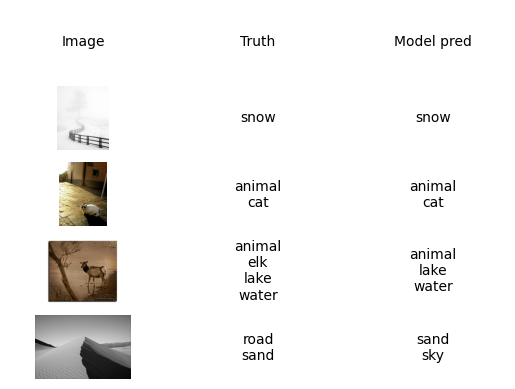 Image Truth Model pred
snow snow
animal animal
cat cat
animal
elk
lake
water
animal
lake
water
road sand
sand sky